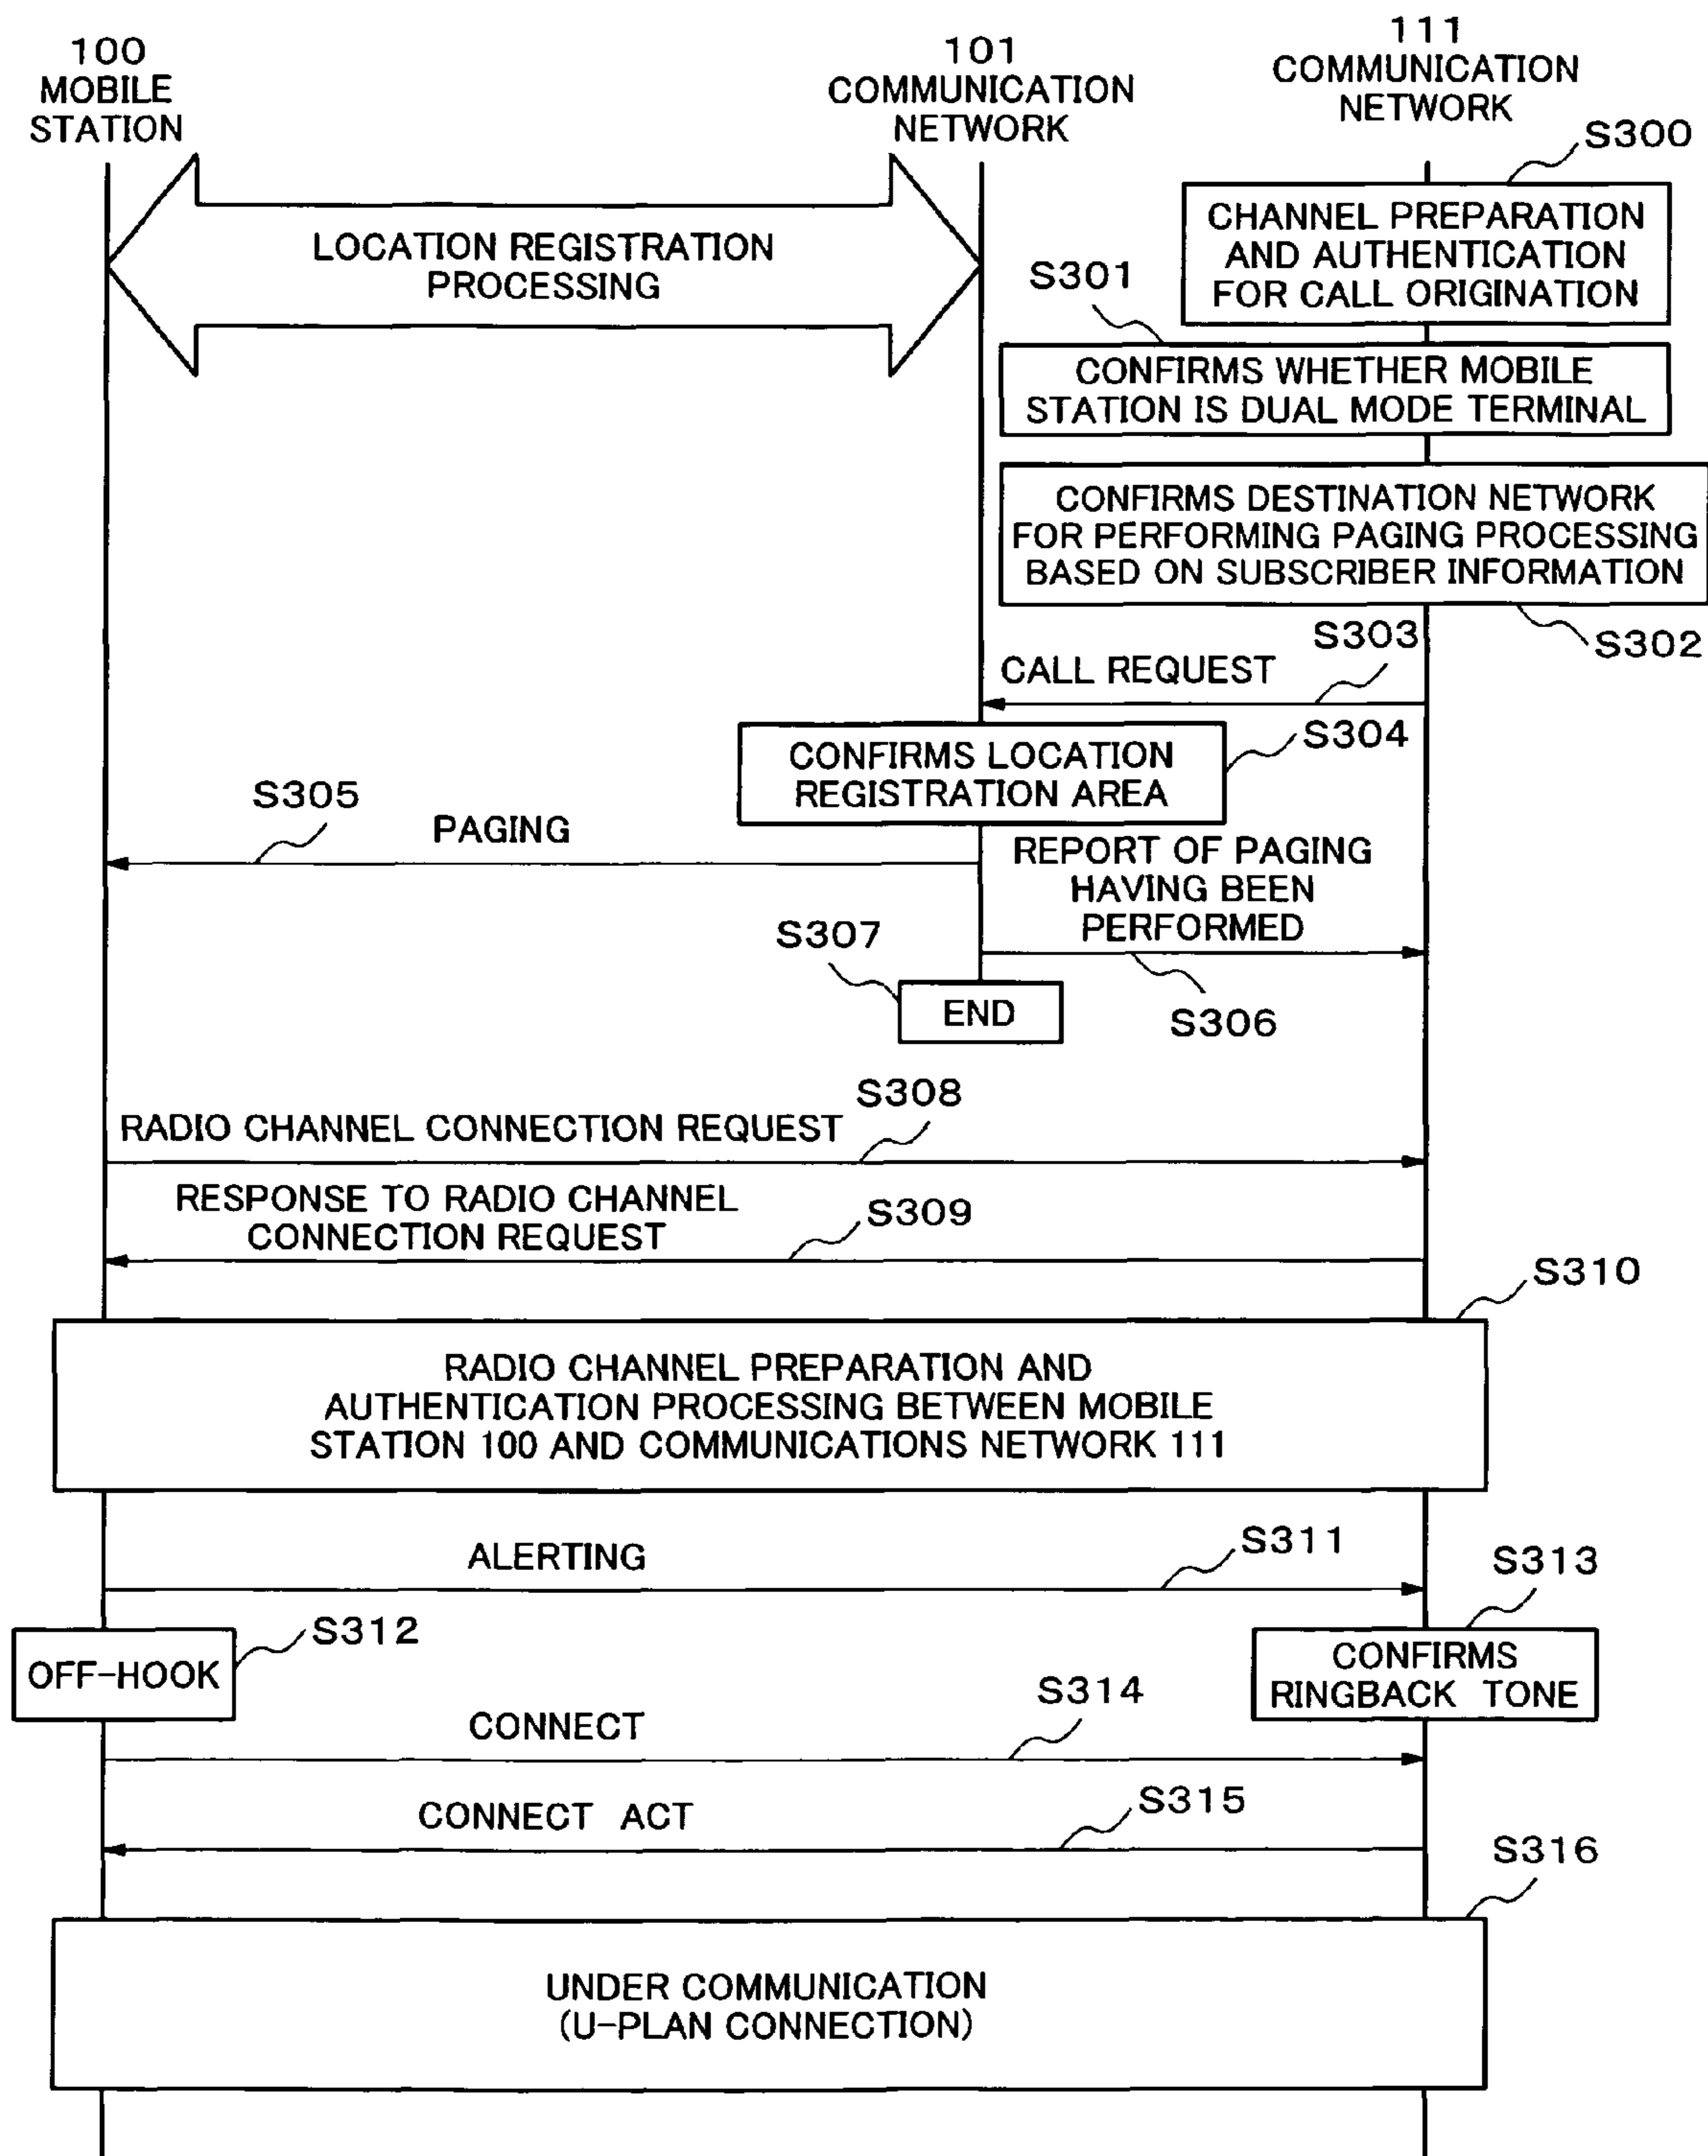 100
MOBILE
STATION
101
COMMUNICATION
NETWORK
111
COMMUNICATION
NETWORK
S300
CHANNEL PREPARATION
AND AUTHENTICATION
FOR CALL ORIGINATION
LOCATION REGISTRATION
PROCESSING
S301
CONFIRMS WHETHER MOBILE
STATION IS DUAL MODE TERMINAL
CONFIRMS DESTINATION NETWORK
FOR PERFORMING PAGING PROCESSING
BASED ON SUBSCRIBER INFORMATION
S302
S303
CALL REQUEST
S304
CONFIRMS LOCATION
REGISTRATION AREA
S305
PAGING
REPORT OF PAGING
HAVING BEEN
PERFORMED
S307
END
S306
S308
RADIO CHANNEL CONNECTION REQUEST
RESPONSE TO RADIO CHANNEL
CONNECTION REQUEST
S309
S310
RADIO CHANNEL PREPARATION AND
AUTHENTICATION PROCESSING BETWEEN MOBILE
STATION 100 AND COMMUNICATIONS NETWORK 111
ALERTING
S311
S313
S312
OFF-HOOK
CONFIRMS
RINGBACK TONE
S314
CONNECT
S315
CONNECT ACT
S316
UNDER COMMUNICATION
(U-PLAN CONNECTION)